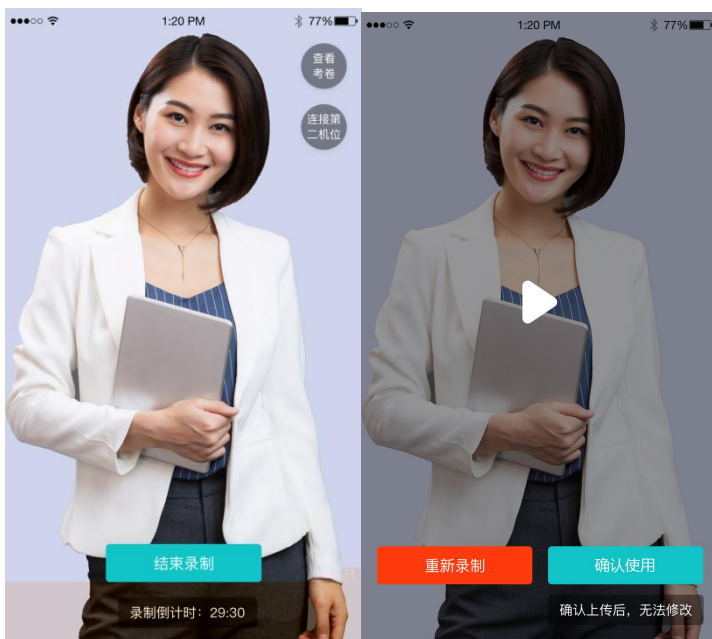 1:20 PM
77%
查看
考卷
连接第
二机位
结束录制
录制倒计时：29:30
1:20 PM
77%
重新录制
确认使用
确认上传后，无法修改